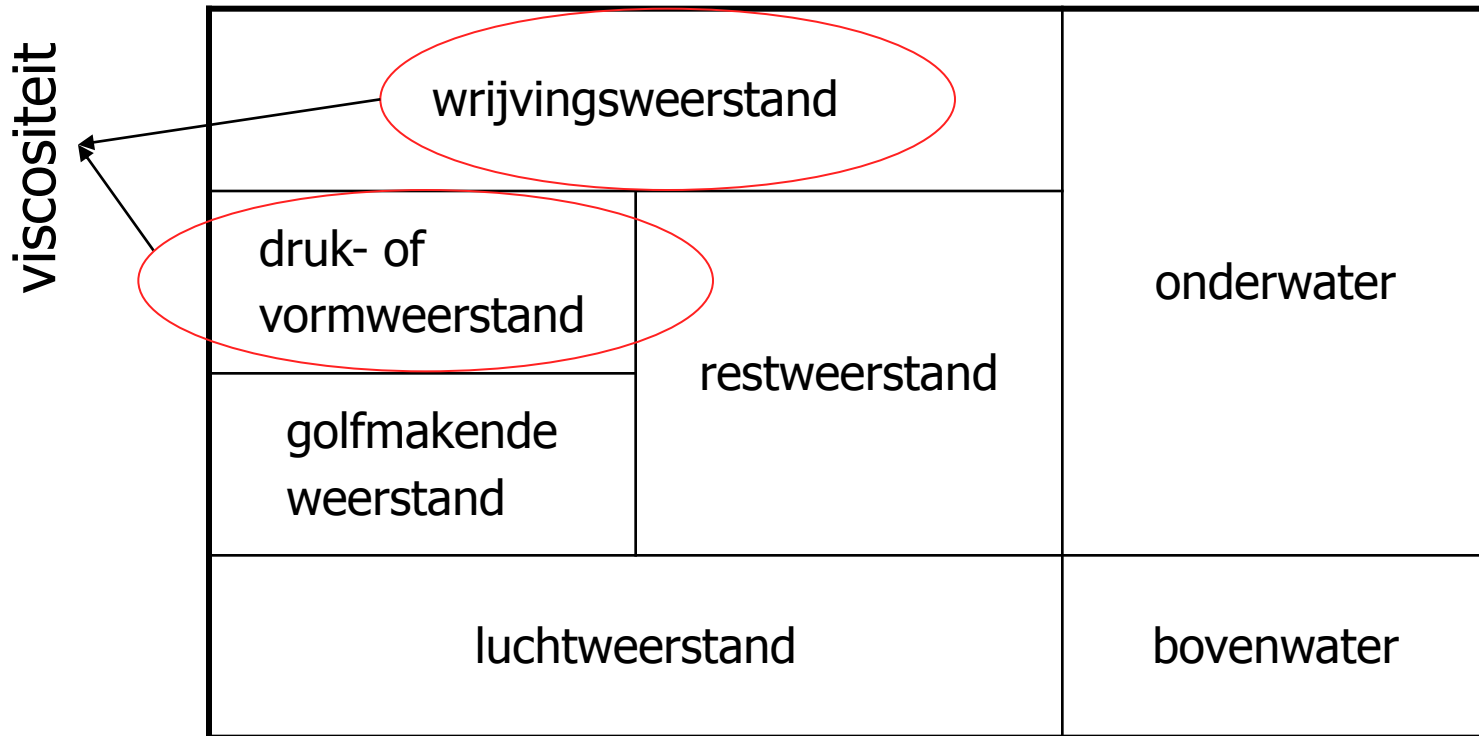 viscositeit
wrijvingsweerstand
druk- of
vormweerstand
golfmakende
weerstand
restweerstand
onderwater
luchtweerstand
bovenwater